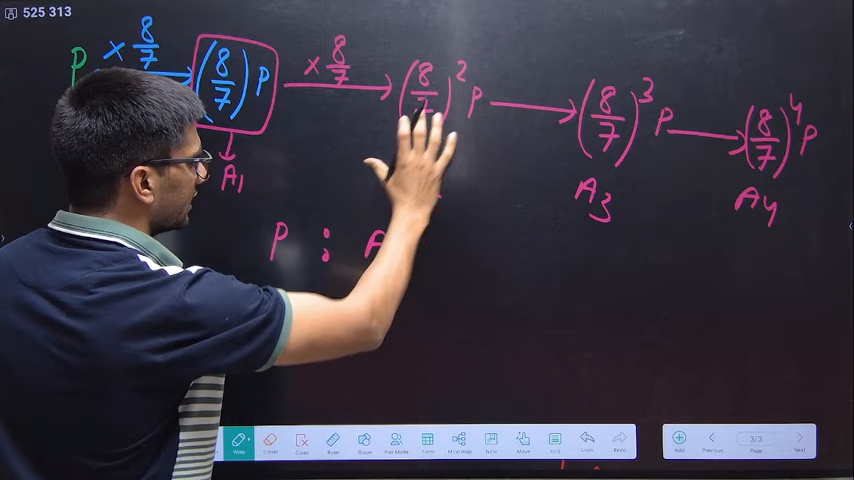 525 313
P × 8/7 → (8/7) P × 8/7 → (8/7)² P → (8/7)³ P → (8/7)⁴ P
A₁ A₃ A₄
P : A
Write Eraser Clear Ruler Shape Pair Mode Form Mind map Note Move Grid Undo Redo Add Previous 3/3 Page Next